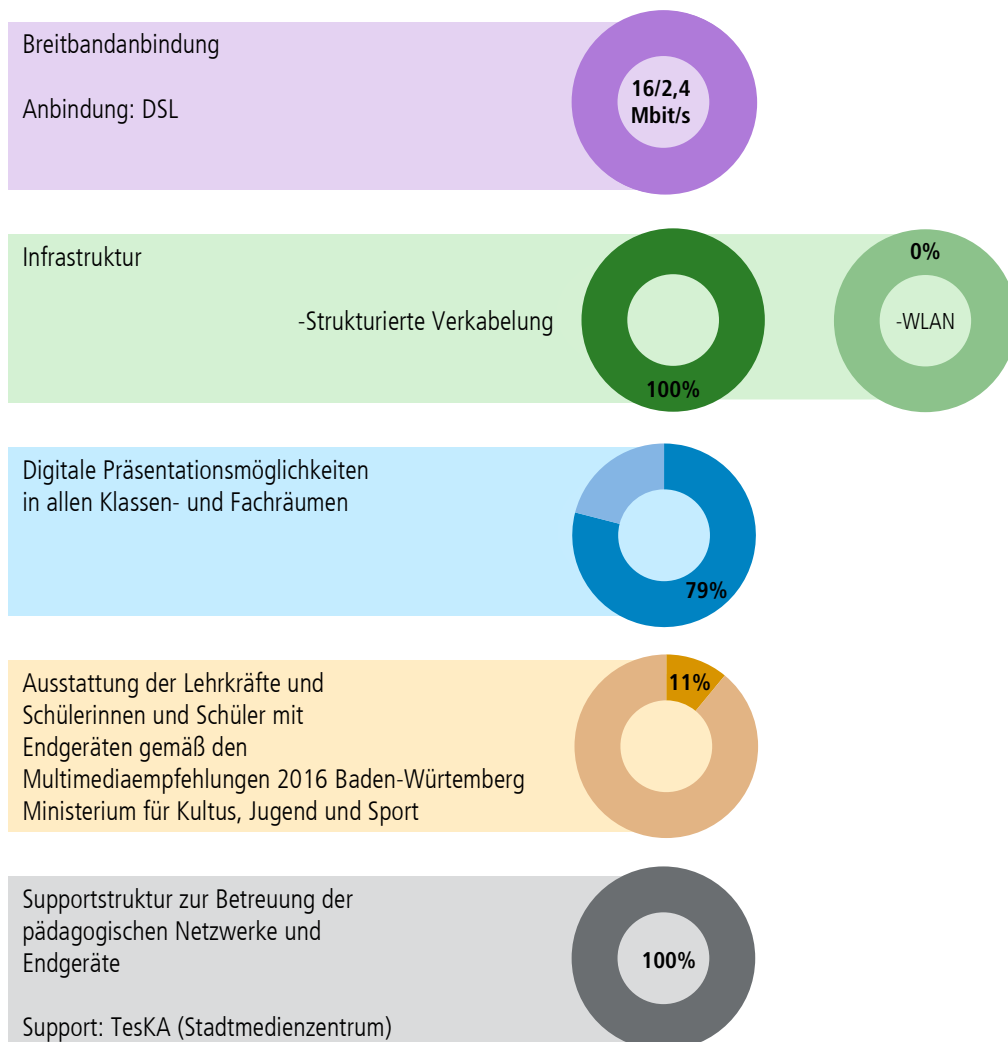 Breitbandanbindung
Anbindung: DSL
16/2,4
Mbit/s
Infrastruktur
-Strukturierte Verkabelung
100%
0%
-WLAN
Digitale Präsentationsmöglichkeiten
in allen Klassen- und Fachräumen
79%
Ausstattung der Lehrkräfte und
Schülerinnen und Schüler mit
Endgeräten gemäß den
Multimediaempfehlungen 2016 Baden-Würtemberg
Ministerium für Kultus, Jugend und Sport
11%
Supportstruktur zur Betreuung der
pädagogischen Netzwerke und
Endgeräte
Support: TesKA (Stadtmedienzentrum)
100%